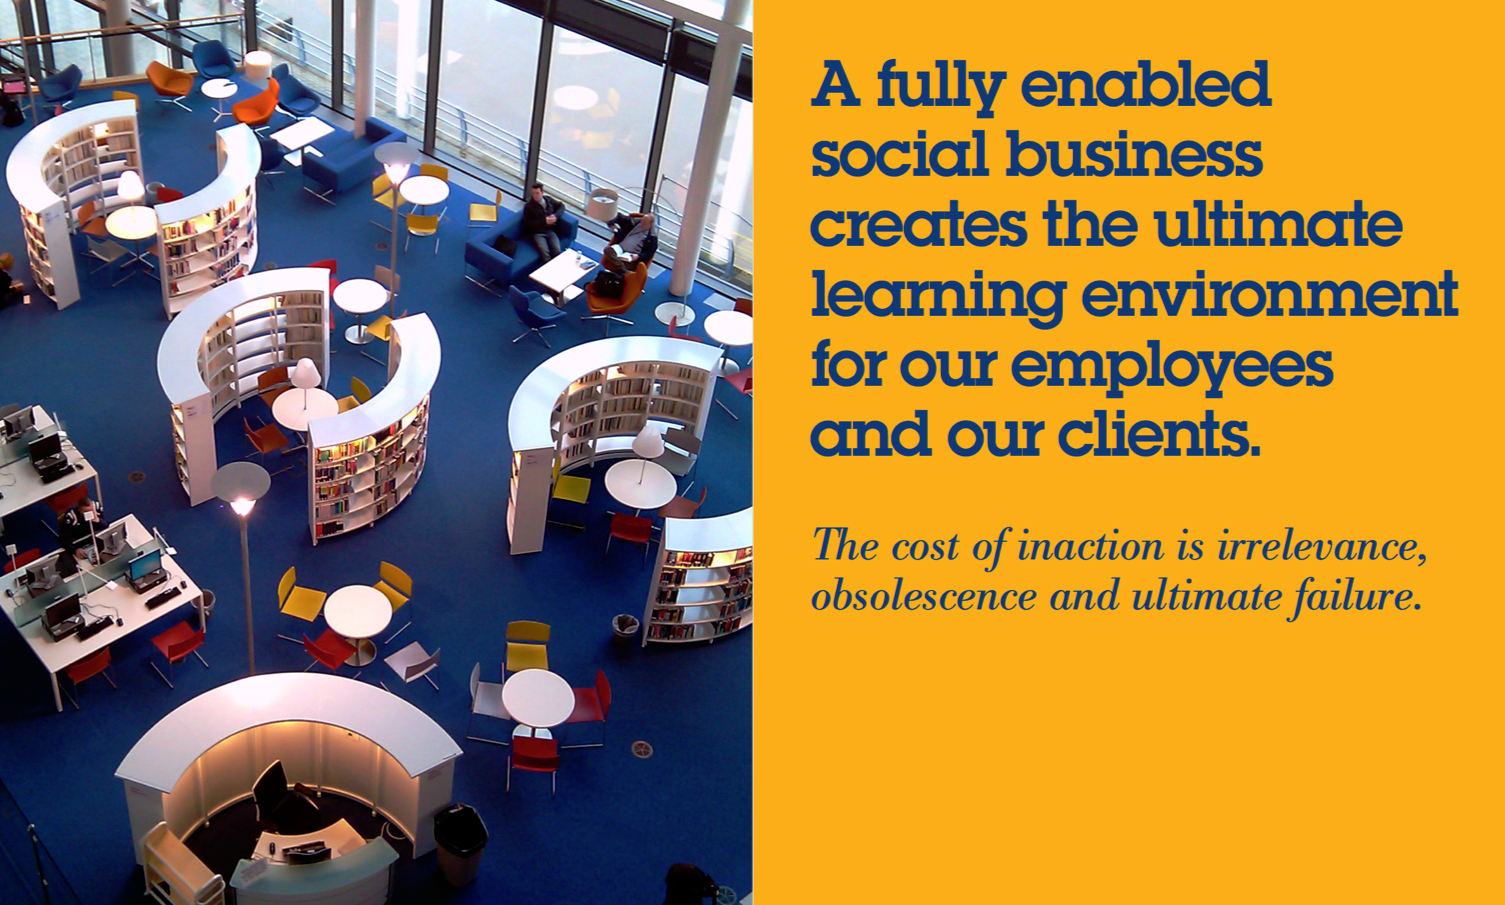 A fully enabled
social business
creates the ultimate
learning environment
for our employees
and our clients.
The cost of inaction is irrelevance,
obsolescence and ultimate failure.